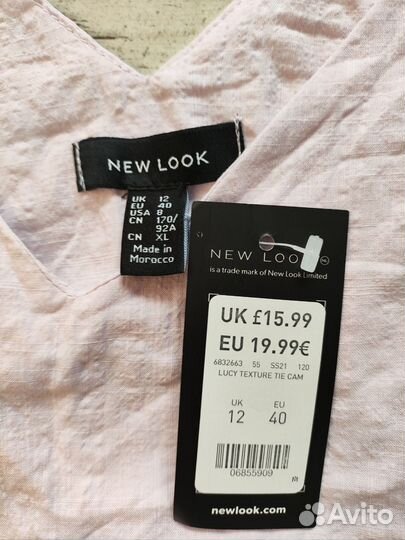 NEW LOOK
UK 12
EU 40
USA 8
CN 170/
92A
CN XL
Made in
Morocco
NEW LOOK
is a trade mark of New Look Limited
UK £15.99
EU 19.99€
6832663 55 SS21 120
LUCY TEXTURE TIE CAM
UK EU
12 40
06855909
newlook.com
Avito